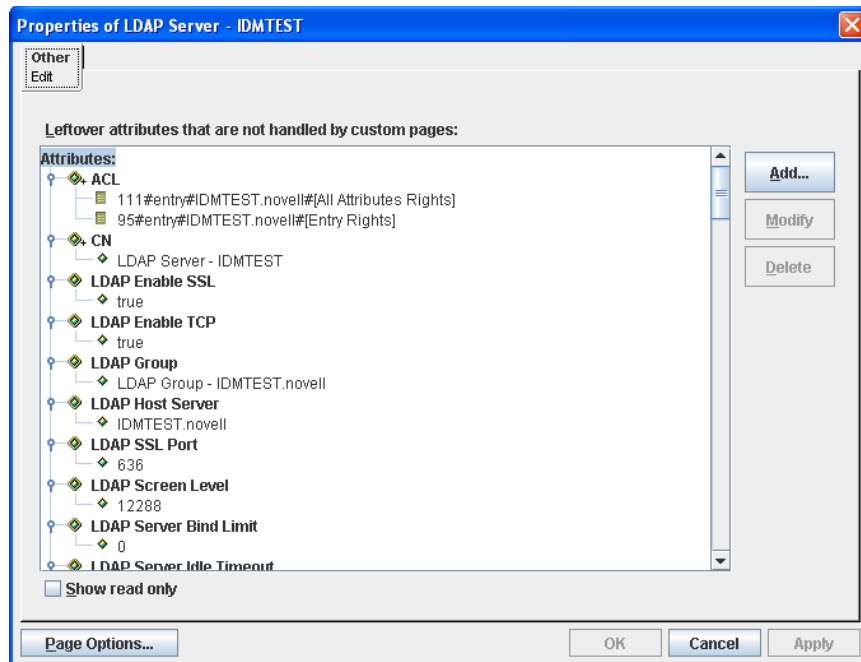 Properties of LDAP Server - IDMTEST
Other
Edit
Leftover attributes that are not handled by custom pages:
Attributes:
ACL
111#entry#IDMTEST.novell#[All Attributes Rights]
95#entry#IDMTEST.novell#[Entry Rights]
CN
LDAP Server - IDMTEST
LDAP Enable SSL
true
LDAP Enable TCP
true
LDAP Group
LDAP Group - IDMTEST.novell
LDAP Host Server
IDMTEST.novell
LDAP SSL Port
636
LDAP Screen Level
12288
LDAP Server Bind Limit
0
LDAP Server Idle Timeout
Add...
Modify
Delete
Show read only
Page Options...
OK
Cancel
Apply